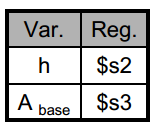 Var. Reg.
h $s2
A base $s3